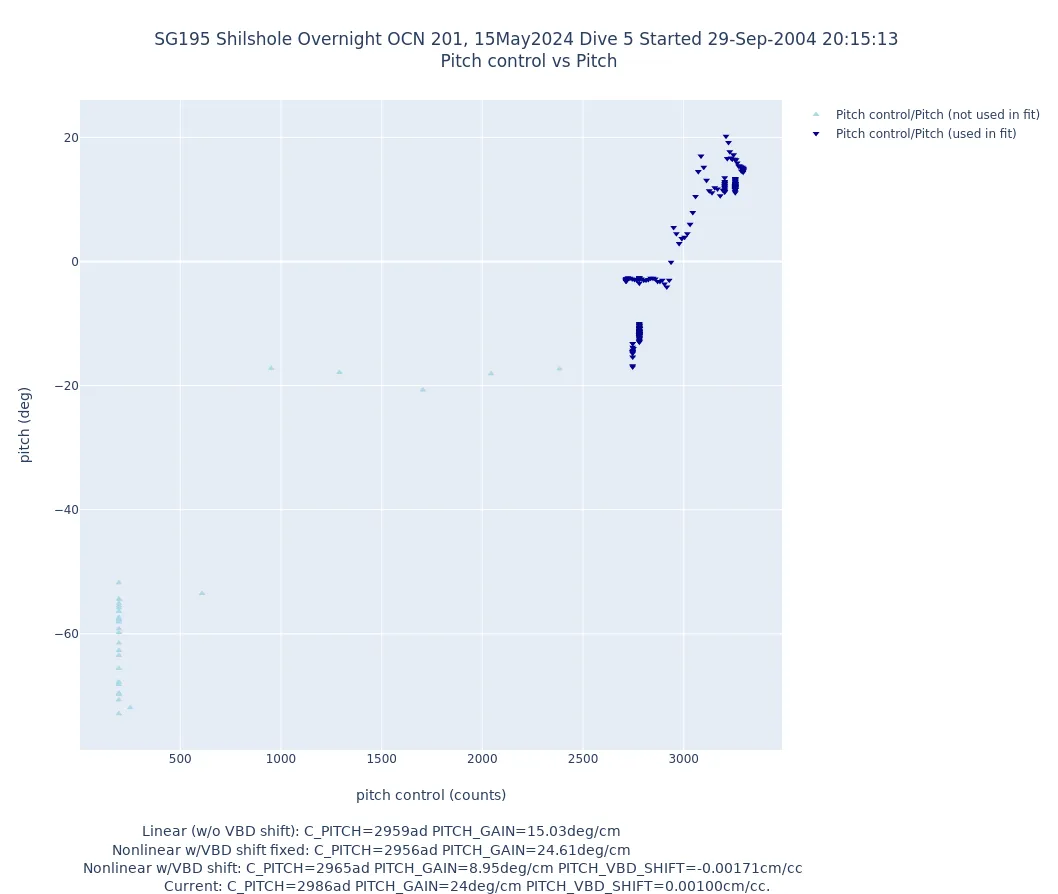 SG195 Shilshole Overnight OCN 201, 15May2024 Dive 5 Started 29-Sep-2004 20:15:13
Pitch control vs Pitch
Pitch control/Pitch (not used in fit)
Pitch control/Pitch (used in fit)
20
0
−20
−40
−60
pitch (deg)
500 1000 1500 2000 2500 3000
pitch control (counts)
Linear (w/o VBD shift): C_PITCH=2959ad PITCH_GAIN=15.03deg/cm
Nonlinear w/VBD shift fixed: C_PITCH=2956ad PITCH_GAIN=24.61deg/cm
Nonlinear w/VBD shift: C_PITCH=2965ad PITCH_GAIN=8.95deg/cm PITCH_VBD_SHIFT=-0.00171cm/cc
Current: C_PITCH=2986ad PITCH_GAIN=24deg/cm PITCH_VBD_SHIFT=0.00100cm/cc.